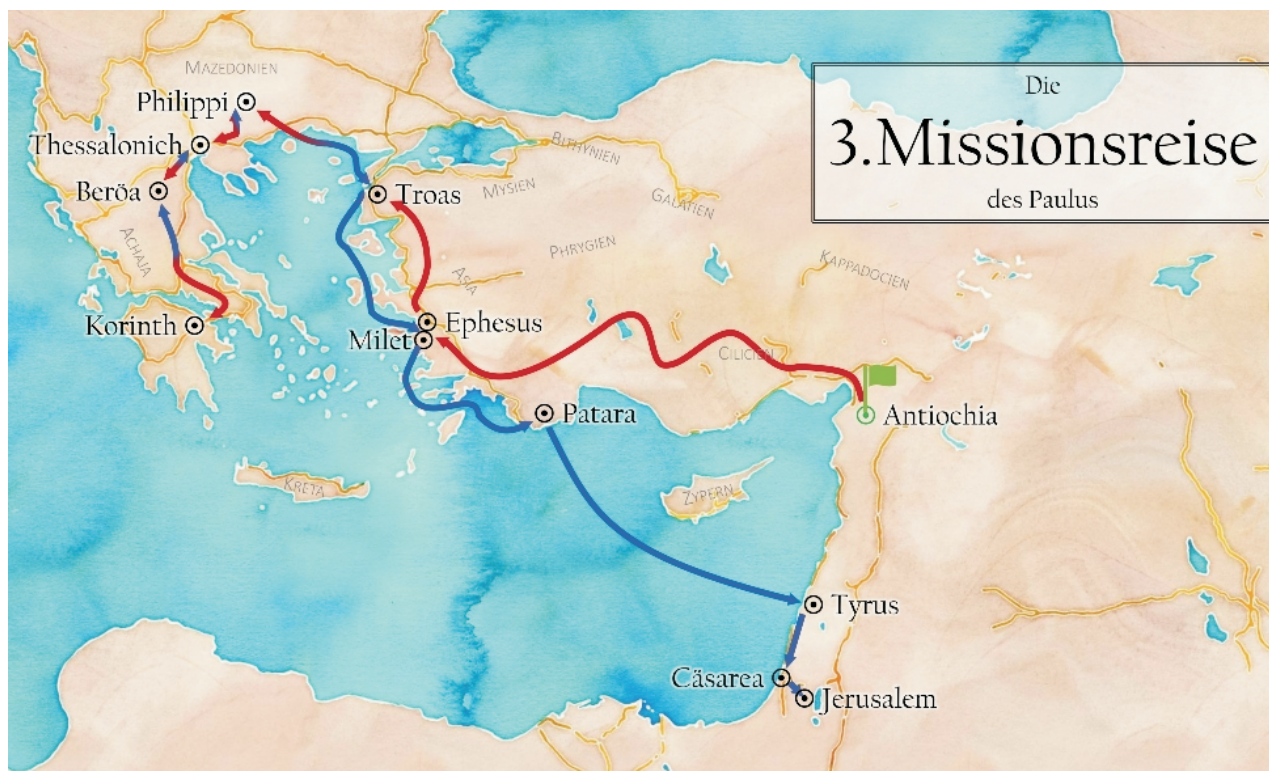 Die
3.Missionsreise
des Paulus
MAZEDONIEN
Philippi
Thessalonich
Beröa
Troas
BITHYNIEN
MYSIEN
GALATIEN
PHRYGIEN
KAPPADOCIEN
ACHAJA
ASIA
Korinth
Ephesus
Milet
CILICIEN
Patara
Antiochia
KRETA
ZYPERN
Tyrus
Cäsarea
Jerusalem